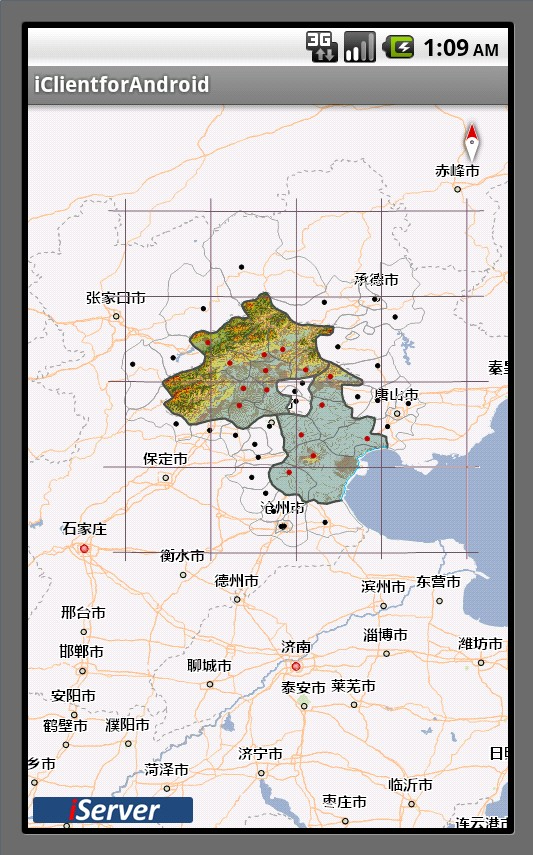 3G
1:09 AM
iClientforAndroid
赤峰市
承德市
张家口市
秦
唐山市
保定市
沧州市
石家庄
衡水市
德州市
滨州市
东营市
邢台市
淄博市
潍坊市
济南
邯郸市
聊城市
泰安市
莱芜市
安阳市
鹤壁市
濮阳市
济宁市
日
乡市
菏泽市
临沂市
枣庄市
连云港市
iServer